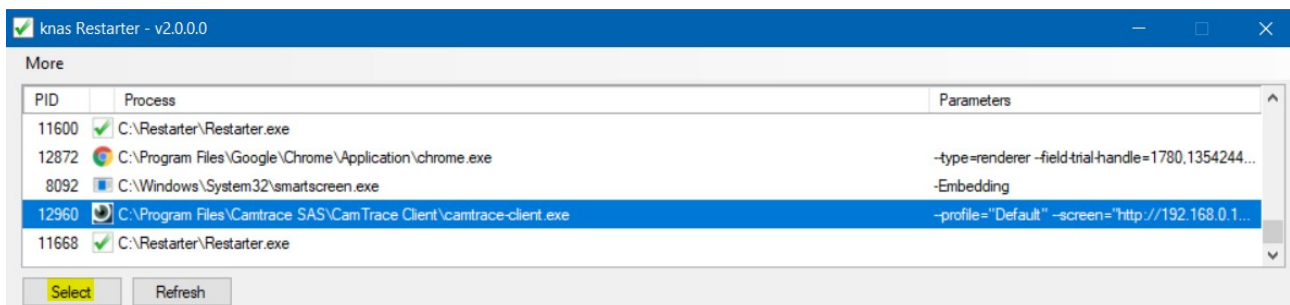 knas Restarter - v2.0.0.0
More
PID Process Parameters
11600 C:\Restarter\Restarter.exe
12872 C:\Program Files\Google\Chrome\Application\chrome.exe --type=renderer --field-trial-handle=1780,1354244...
8092 C:\Windows\System32\smartscreen.exe -Embedding
12960 C:\Program Files\Camtrace SAS\CamTrace Client\camtrace-client.exe --profile="Default" --screen="http://192.168.0.1...
11668 C:\Restarter\Restarter.exe
Select Refresh